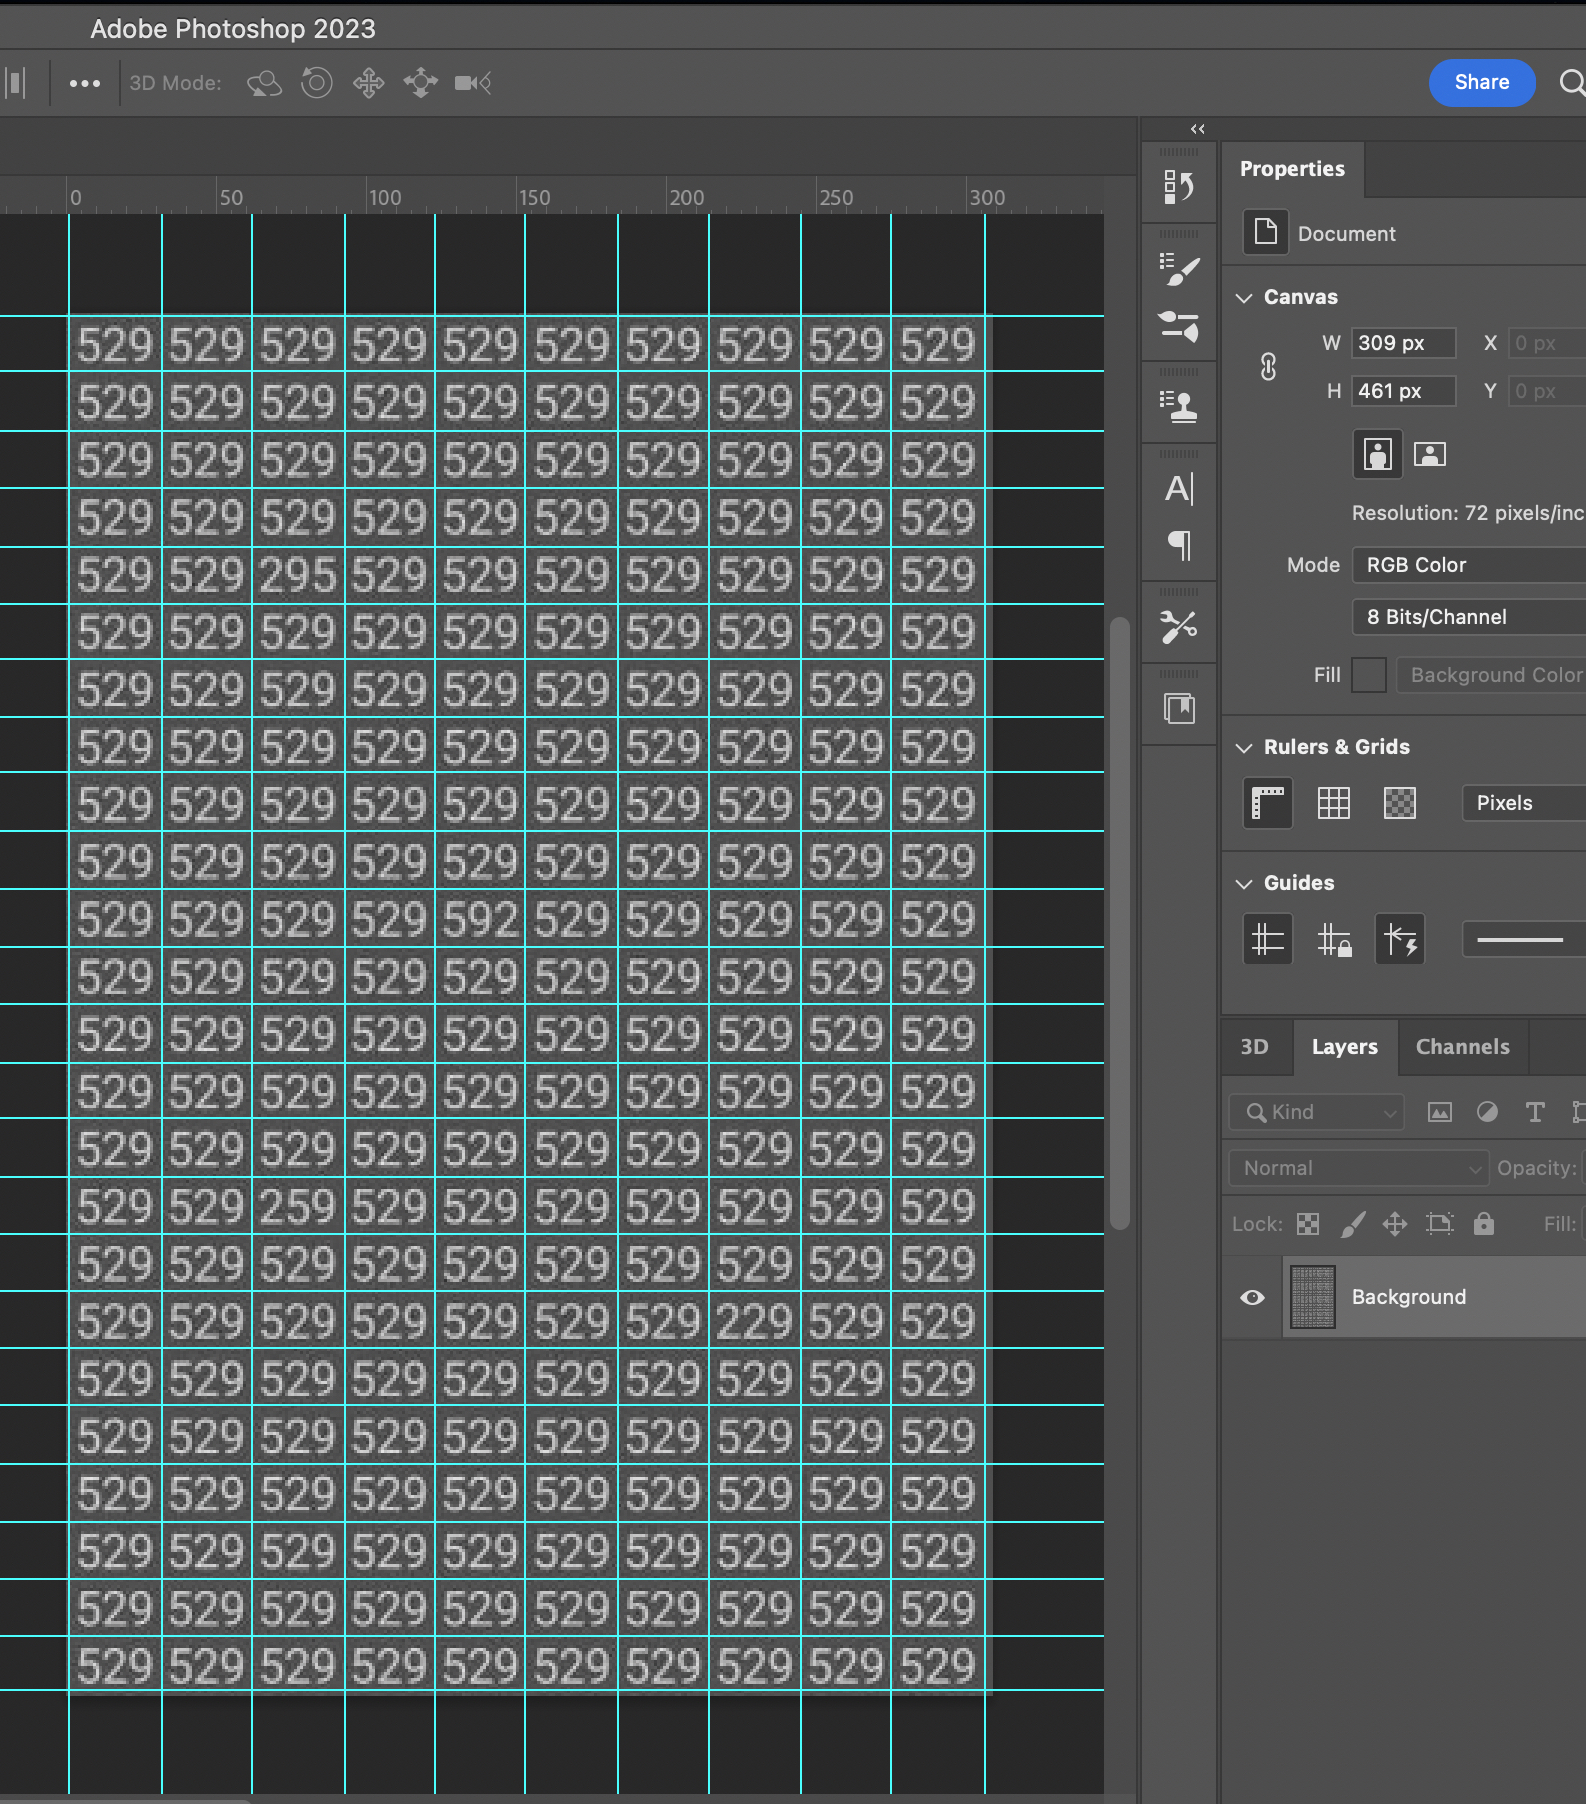 Adobe Photoshop 2023
3D Mode:
Share
0 50 100 150 200 250 300
529 529 529 529 529 529 529 529 529 529
529 529 529 529 529 529 529 529 529 529
529 529 529 529 529 529 529 529 529 529
529 529 529 529 529 529 529 529 529 529
529 529 295 529 529 529 529 529 529 529
529 529 529 529 529 529 529 529 529 529
529 529 529 529 529 529 529 529 529 529
529 529 529 529 529 529 529 529 529 529
529 529 529 529 529 529 529 529 529 529
529 529 529 529 529 529 529 529 529 529
529 529 529 529 592 529 529 529 529 529
529 529 529 529 529 529 529 529 529 529
529 529 529 529 529 529 529 529 529 529
529 529 529 529 529 529 529 529 529 529
529 529 529 529 529 529 529 529 529 529
529 529 259 529 529 529 529 529 529 529
529 529 529 529 529 529 529 529 529 529
529 529 529 529 529 529 529 229 529 529
529 529 529 529 529 529 529 529 529 529
529 529 529 529 529 529 529 529 529 529
529 529 529 529 529 529 529 529 529 529
529 529 529 529 529 529 529 529 529 529
529 529 529 529 529 529 529 529 529 529
529 529 529 529 529 529 529 529 529 529
Properties
Document
Canvas
W 309 px X 0 px
H 461 px Y 0 px
Resolution: 72 pixels/inc
Mode RGB Color
8 Bits/Channel
Fill Background Color
Rulers & Grids
Pixels
Guides
3D Layers Channels
Kind
Normal Opacity:
Lock: Fill:
Background